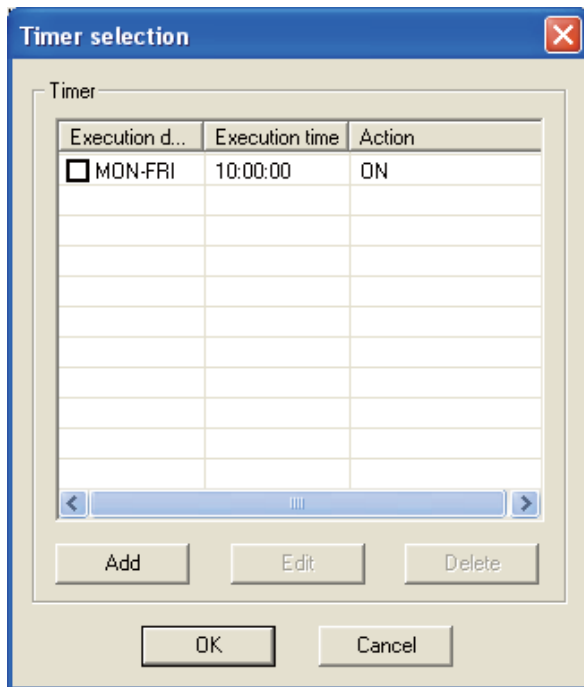 Timer selection
Timer
Execution d... Execution time Action
MON-FRI 10:00:00 ON
Add Edit Delete
OK Cancel